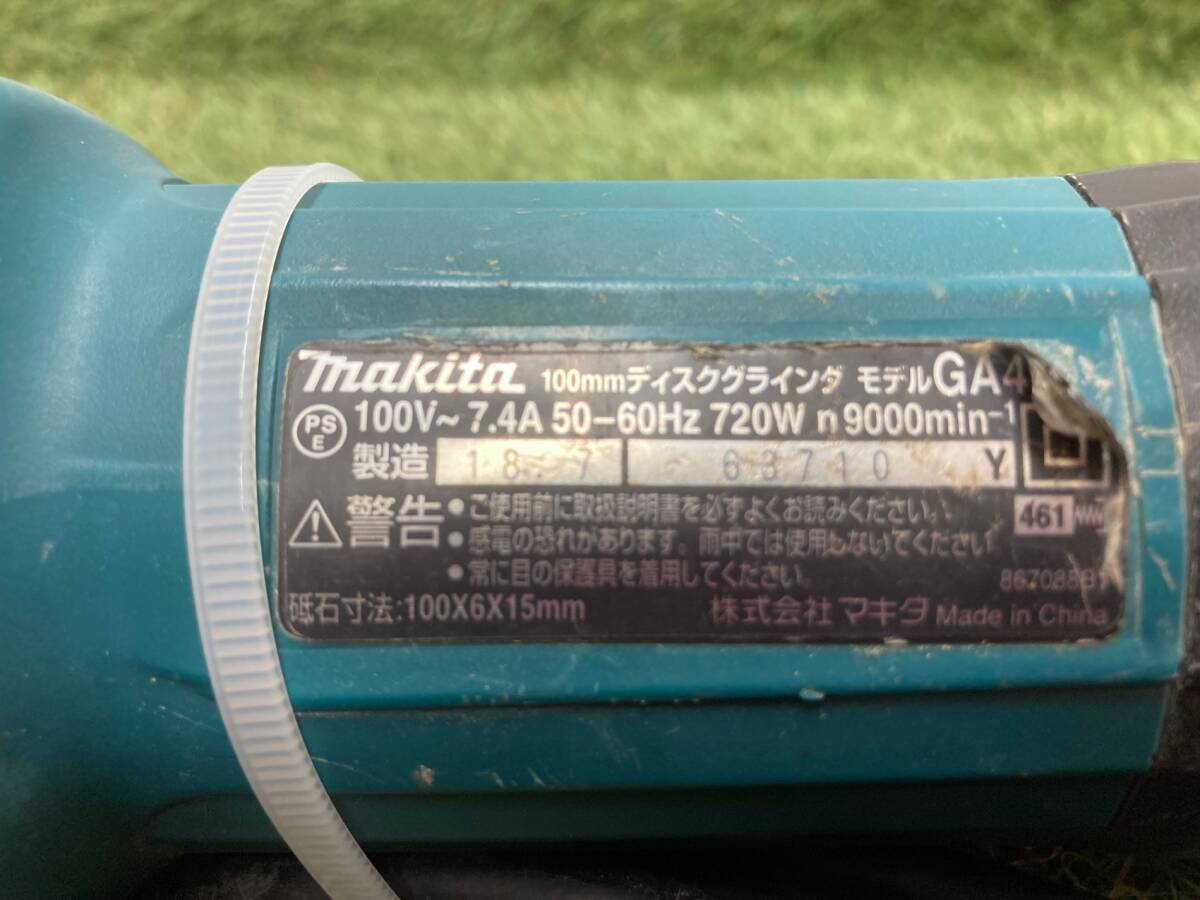 makita 100mmディスクグラインダ モデルGA4
PS E 100V~ 7.4A 50-60Hz 720W n 9000min⁻¹
製造 18.7 63710 Y
警告 ●ご使用前に取扱説明書を必ずよくお読みください。
●感電の恐れがあります。雨中では使用しないでください
●常に目の保護具を着用してください。
461
867088B1
砥石寸法:100X6X15mm 株式会社 マキタ Made in China